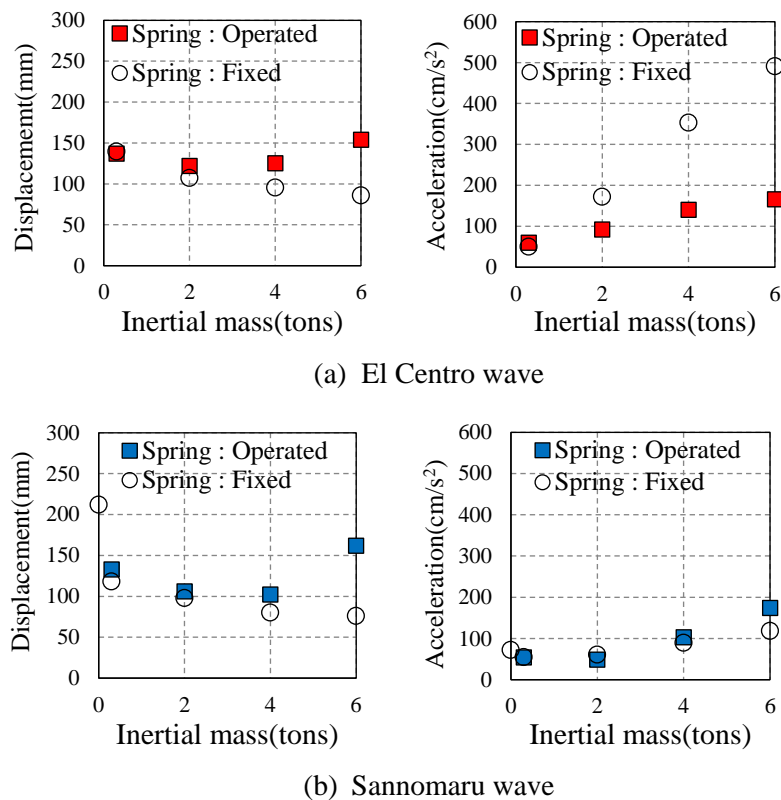 Displacememt(mm)
300
250
200
150
100
50
0
Spring : Operated
Spring : Fixed
0 2 4 6
Inertial mass(tons)
Acceleration(cm/s²)
600
500
400
300
200
100
0
Spring : Operated
Spring : Fixed
0 2 4 6
Inertial mass(tons)
(a) El Centro wave
Displacement(mm)
300
250
200
150
100
50
0
Spring : Operated
Spring : Fixed
0 2 4 6
Inertial mass(tons)
Acceleration(cm/s²)
600
500
400
300
200
100
0
Spring : Operated
Spring : Fixed
0 2 4 6
Inertial mass(tons)
(b) Sannomaru wave